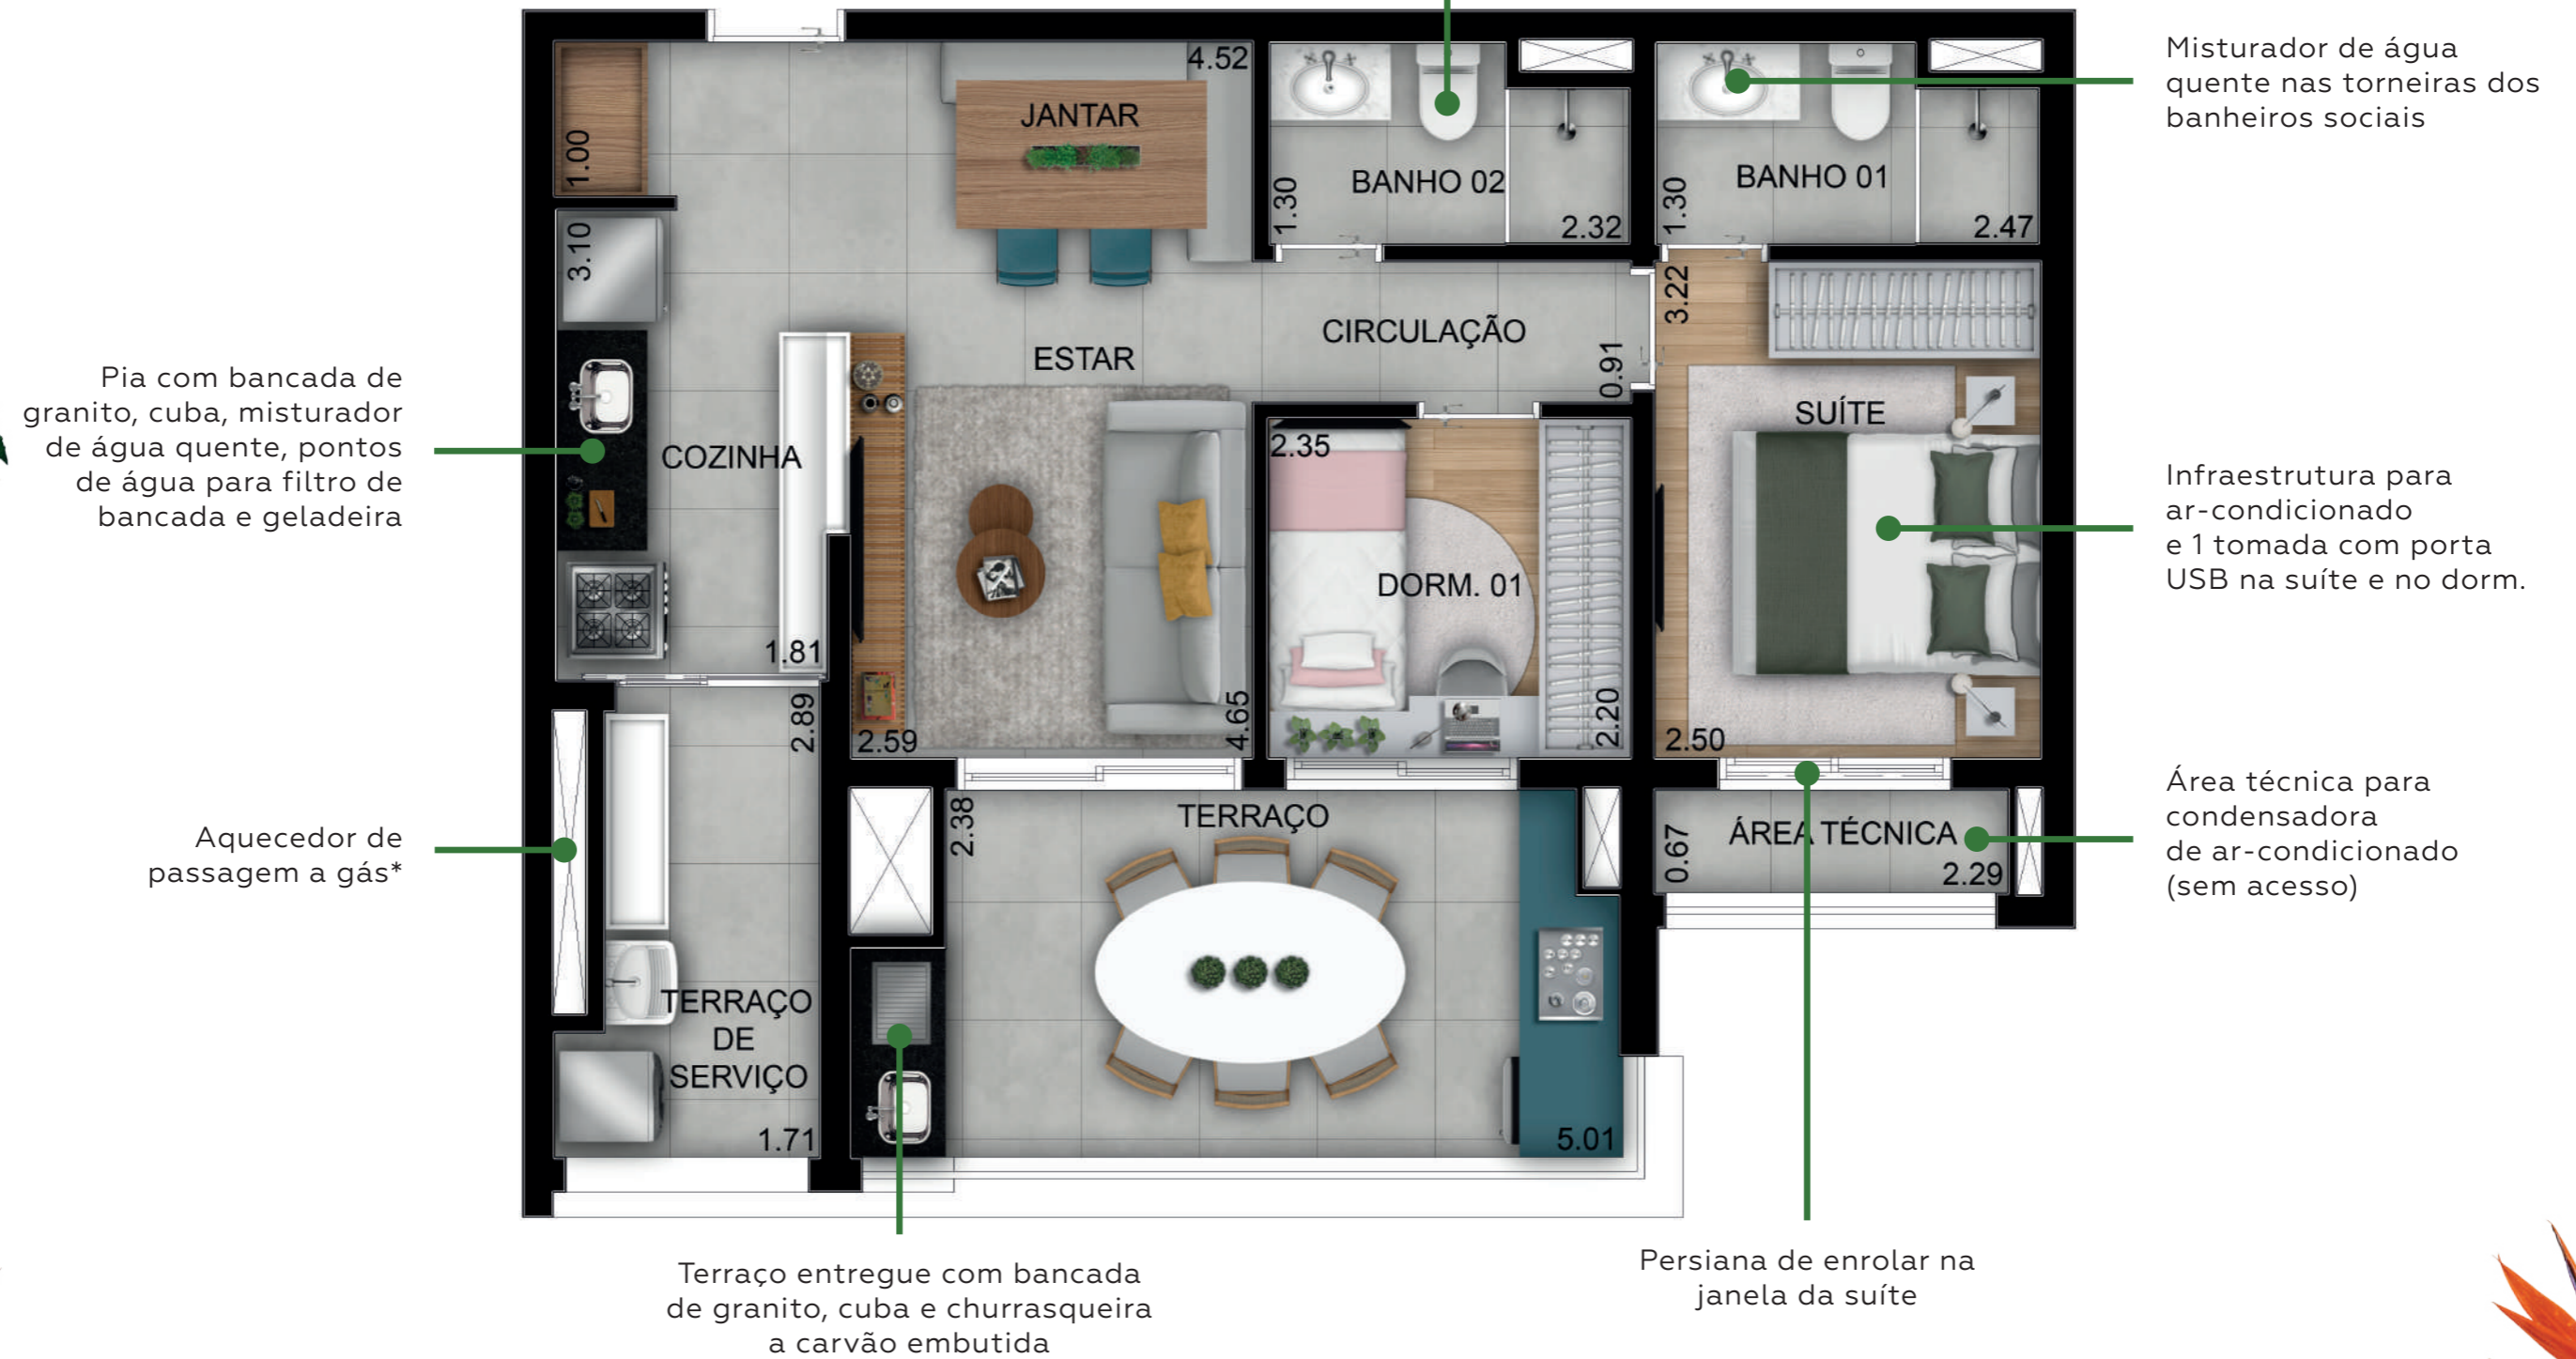 4.52
JANTAR
1.00
BANHO 02
1.30
2.32
BANHO 01
1.30
2.47
Misturador de água
quente nas torneiras dos
banheiros sociais
3.10
ESTAR
CIRCULAÇÃO
0.91
3.22
SUÍTE
Pia com bancada de
granito, cuba, misturador
de água quente, pontos
de água para filtro de
bancada e geladeira
COZINHA
1.81
2.35
DORM. 01
2.20
2.59
4.65
2.50
Infraestrutura para
ar-condicionado
e 1 tomada com porta
USB na suíte e no dorm.
2.89
Aquecedor de
passagem a gás*
TERRAÇO
DE
SERVIÇO
1.71
2.38
TERRAÇO
5.01
0.67
ÁREA TÉCNICA
2.29
Área técnica para
condensadora
de ar-condicionado
(sem acesso)
Terraço entregue com bancada
de granito, cuba e churrasqueira
a carvão embutida
Persiana de enrolar na
janela da suíte